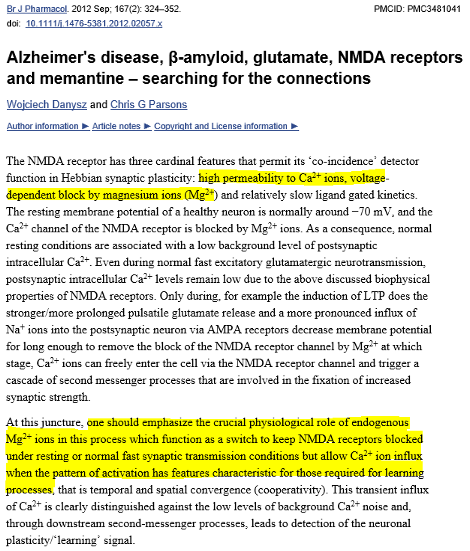 Br J Pharmacol. 2012 Sep; 167(2): 324–352.
PMCID: PMC3481041
doi: 10.1111/j.1476-5381.2012.02057.x
Alzheimer's disease, β-amyloid, glutamate, NMDA receptors
and memantine – searching for the connections
Wojciech Danysz and Chris G Parsons
Author information ► Article notes ► Copyright and License information ►
The NMDA receptor has three cardinal features that permit its ‘co-incidence’ detector
function in Hebbian synaptic plasticity: high permeability to Ca²⁺ ions, voltage-
dependent block by magnesium ions (Mg²⁺) and relatively slow ligand gated kinetics.
The resting membrane potential of a healthy neuron is normally around −70 mV, and the
Ca²⁺ channel of the NMDA receptor is blocked by Mg²⁺ ions. As a consequence, normal
resting conditions are associated with a low background level of postsynaptic
intracellular Ca²⁺. Even during normal fast excitatory glutamatergic neurotransmission,
postsynaptic intracellular Ca²⁺ levels remain low due to the above discussed biophysical
properties of NMDA receptors. Only during, for example the induction of LTP does the
stronger/more prolonged pulsatile glutamate release and a more pronounced influx of
Na⁺ ions into the postsynaptic neuron via AMPA receptors decrease membrane potential
for long enough to remove the block of the NMDA receptor channel by Mg²⁺ at which
stage, Ca²⁺ ions can freely enter the cell via the NMDA receptor channel and trigger a
cascade of second messenger processes that are involved in the fixation of increased
synaptic strength.
At this juncture, one should emphasize the crucial physiological role of endogenous
Mg²⁺ ions in this process which function as a switch to keep NMDA receptors blocked
under resting or normal fast synaptic transmission conditions but allow Ca²⁺ ion influx
when the pattern of activation has features characteristic for those required for learning
processes, that is temporal and spatial convergence (cooperativity). This transient influx
of Ca²⁺ is clearly distinguished against the low levels of background Ca²⁺ noise and,
through downstream second-messenger processes, leads to detection of the neuronal
plasticity/‘learning’ signal.